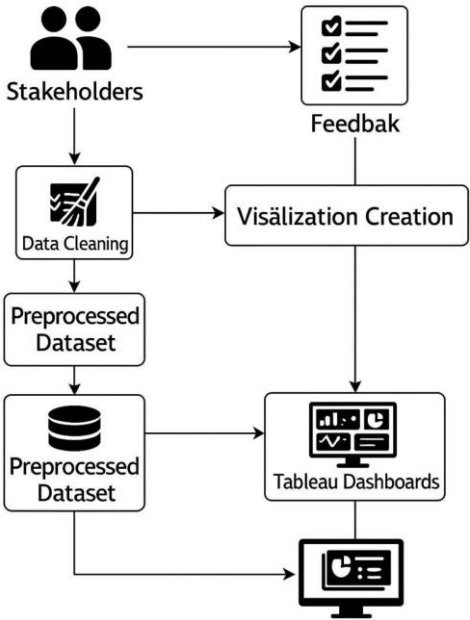 Stakeholders
Feedbak
Data Cleaning
Visälization Creation
Preprocessed
Dataset
Preprocessed
Dataset
Tableau Dashboards